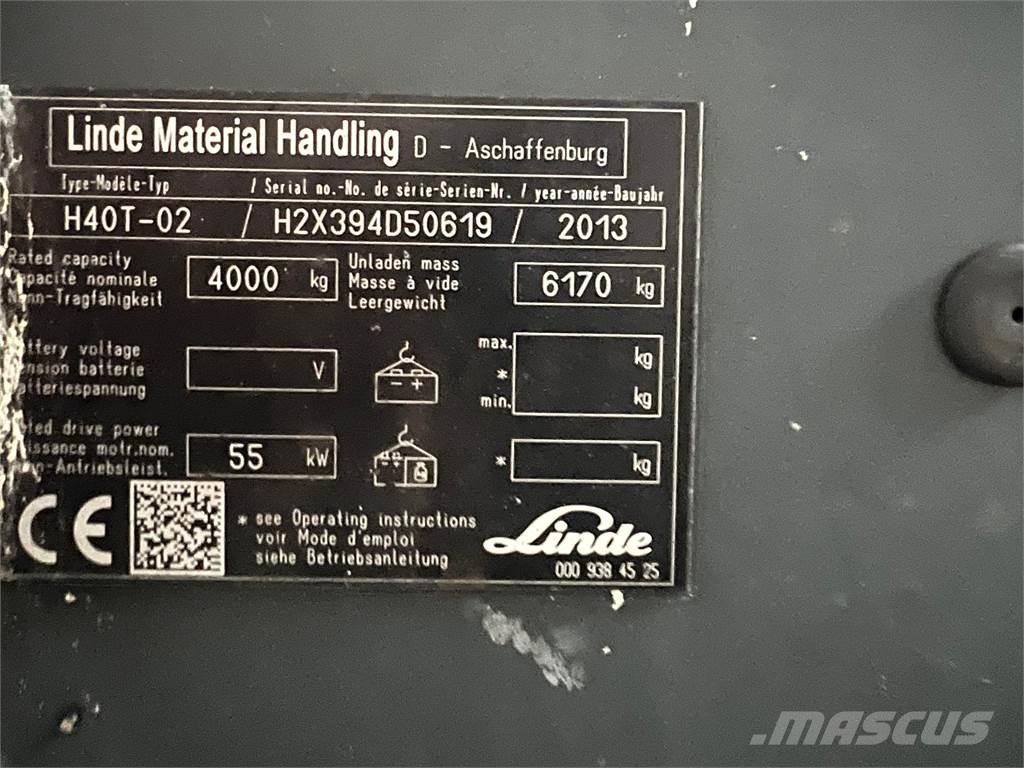 Linde Material Handling D - Aschaffenburg
Type-Modèle-Typ / Serial no.-No. de série-Serien-Nr. / year-année-Baujahr
H40T-02 / H2X394D50619 / 2013
Rated capacity
Capacité nominale
Nenn-Tragfähigkeit
4000 kg
Unladen mass
Masse à vide
Leergewicht
6170 kg
voltage
batterie
V
- +
max. kg
*
min. kg
drive power
motr.nom.
55 kW
* kg
CE
* see Operating instructions
voir Mode d'emploi
siehe Betriebsanleitung
Linde
000 938 45 25
MASCUS